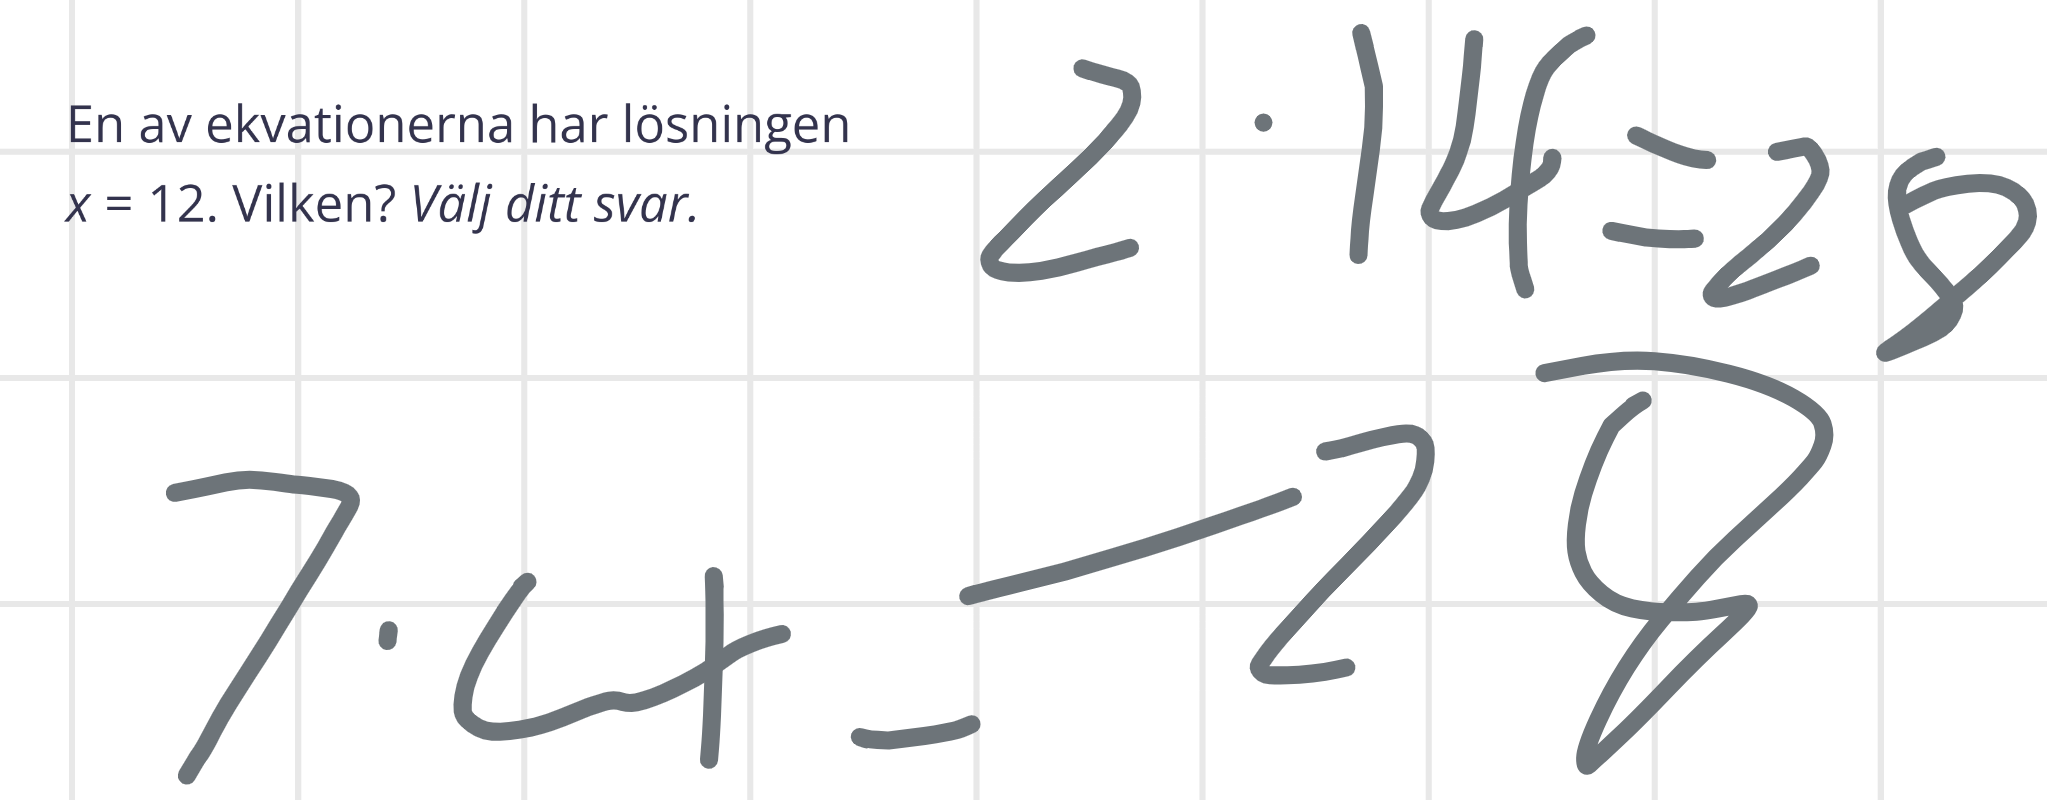 En av ekvationerna har lösningen
x = 12. Vilken? Välj ditt svar.
2 · 14 = 28
7 · 4 = 28